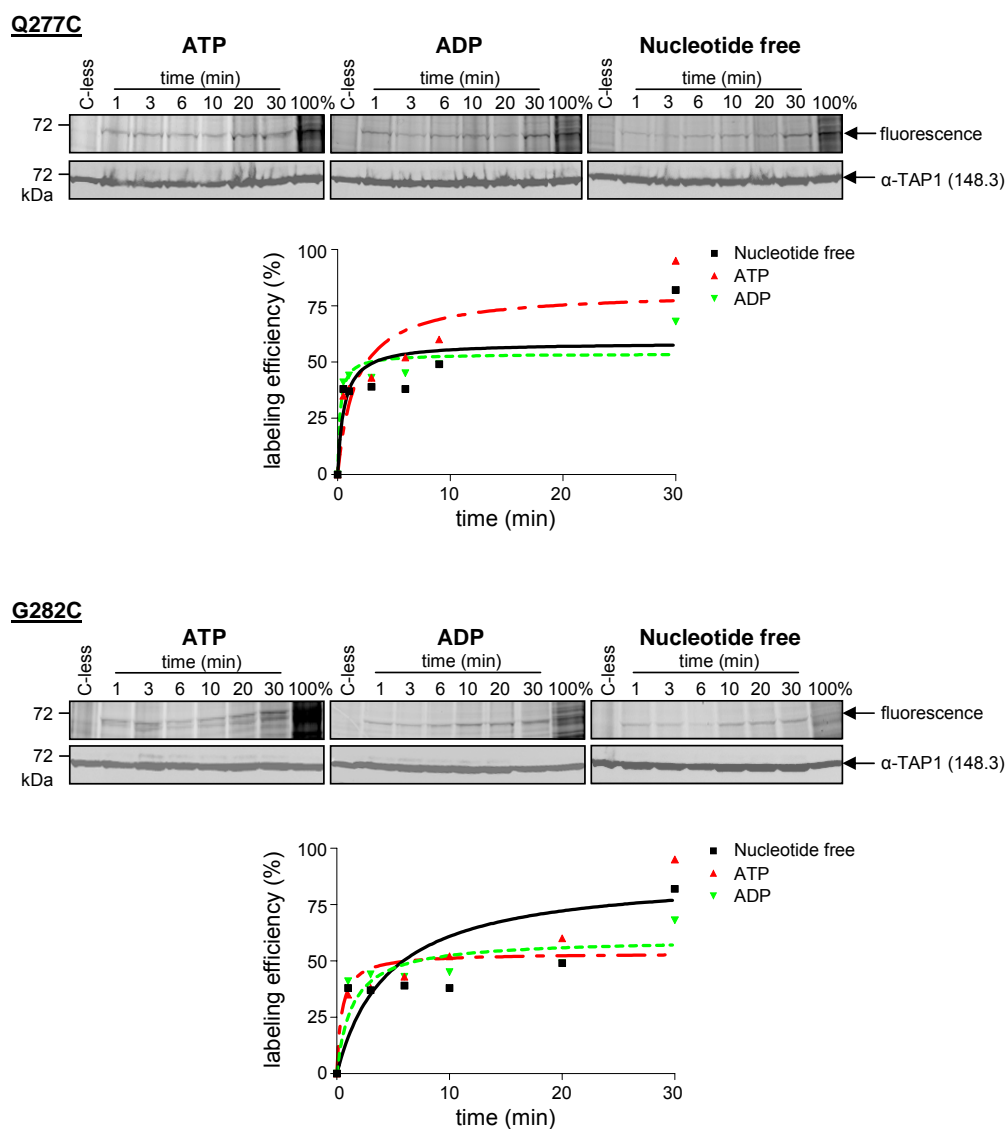 Q277C
ATP ADP Nucleotide free
C-less time (min) C-less time (min) C-less time (min)
1 3 6 10 20 30 100% 1 3 6 10 20 30 100% 1 3 6 10 20 30 100%
72 fluorescence
72 α-TAP1 (148.3)
kDa
100
75
50
25
0
labeling efficiency (%)
0 10 20 30
time (min)
Nucleotide free
ATP
ADP
G282C
ATP ADP Nucleotide free
C-less time (min) C-less time (min) C-less time (min)
1 3 6 10 20 30 100% 1 3 6 10 20 30 100% 1 3 6 10 20 30 100%
72 fluorescence
72 α-TAP1 (148.3)
kDa
100
75
50
25
0
labeling efficiency (%)
0 10 20 30
time (min)
Nucleotide free
ATP
ADP